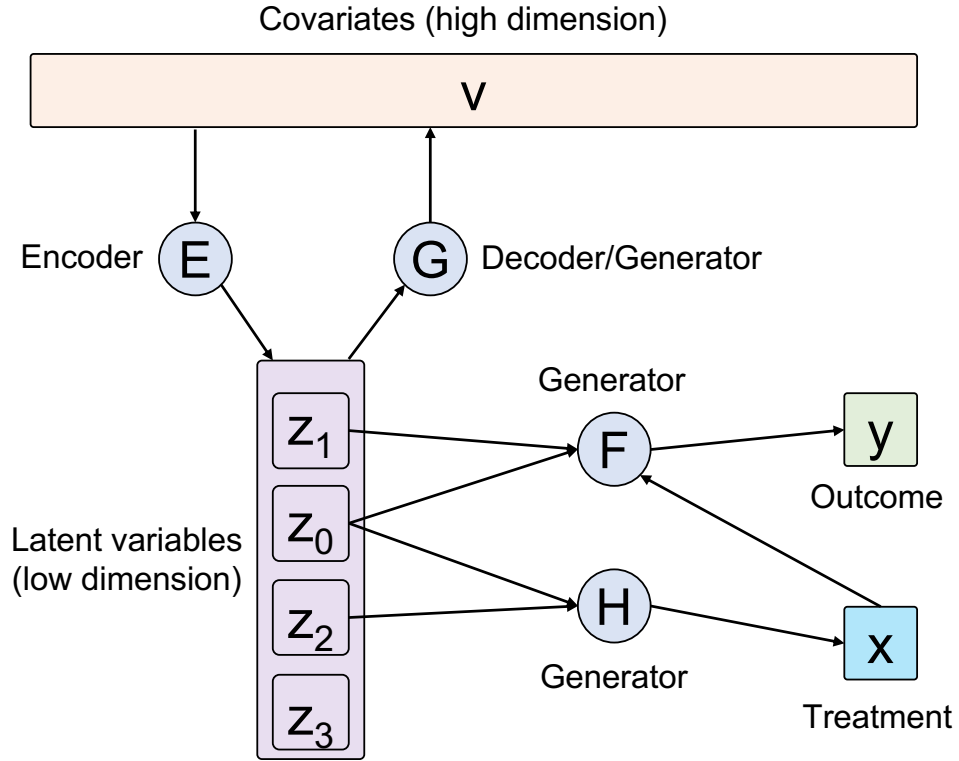 Covariates (high dimension)
v
Encoder
E
G
Decoder/Generator
Generator
z1
F
y
Outcome
z0
Latent variables
(low dimension)
z2
H
x
Generator
Treatment
z3